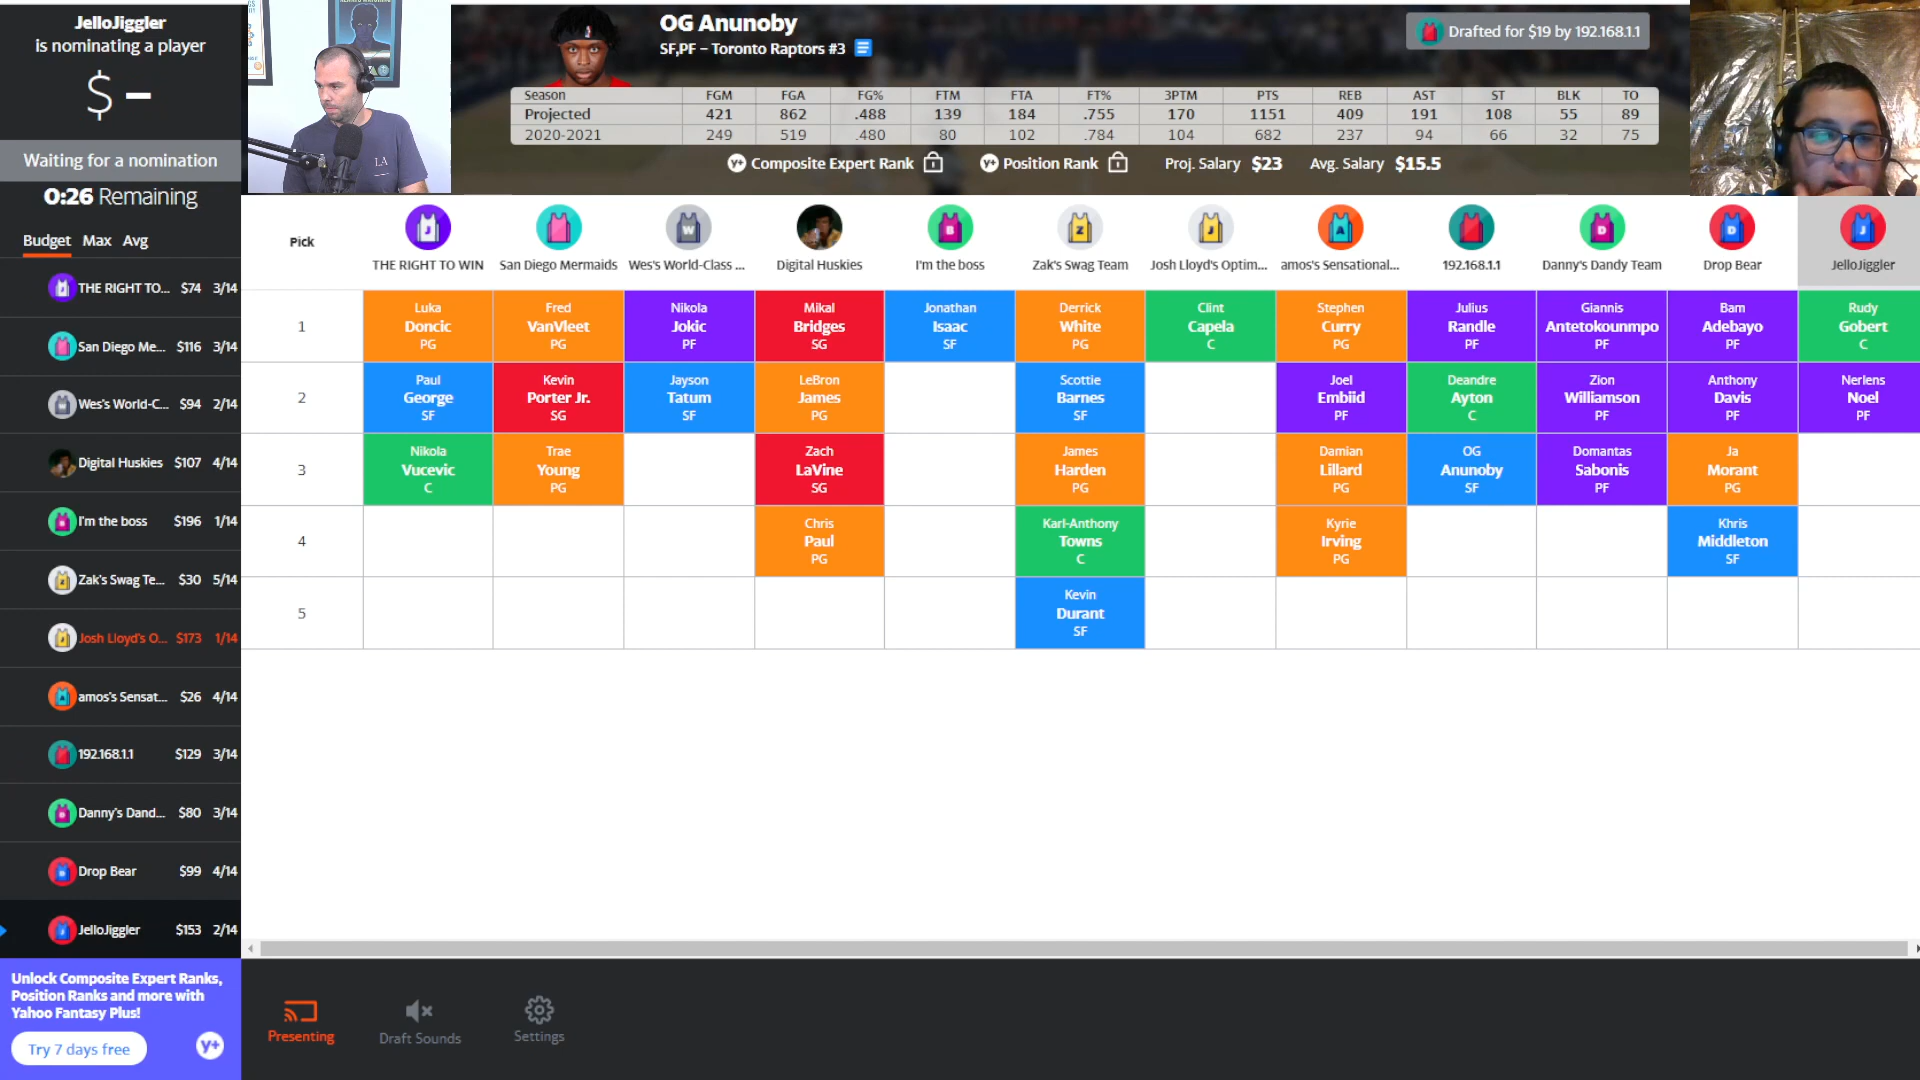 JelloJiggler
is nominating a player
$ –
Waiting for a nomination
0:26 Remaining
Budget Max Avg
THE RIGHT TO... $74 3/14
San Diego Me... $116 3/14
Wes's World-C... $94 2/14
Digital Huskies $107 4/14
I'm the boss $196 1/14
Zak's Swag Te... $30 5/14
Josh Lloyd's O... $173 1/14
amos's Sensat... $26 4/14
192.168.1.1 $129 3/14
Danny's Dand... $80 3/14
Drop Bear $99 4/14
JelloJiggler $153 2/14
Unlock Composite Expert Ranks,
Position Ranks and more with
Yahoo Fantasy Plus!
Try 7 days free
y+
LA
OG Anunoby
SF,PF – Toronto Raptors #3
Drafted for $19 by 192.168.1.1
Season FGM FGA FG% FTM FTA FT% 3PTM PTS REB AST ST BLK TO
Projected 421 862 .488 139 184 .755 170 1151 409 191 108 55 89
2020-2021 249 519 .480 80 102 .784 104 682 237 94 66 32 75
y+ Composite Expert Rank y+ Position Rank Proj. Salary $23 Avg. Salary $15.5
Pick
J THE RIGHT TO WIN
San Diego Mermaids
W Wes's World-Class ...
Digital Huskies
B I'm the boss
Z Zak's Swag Team
J Josh Lloyd's Optim...
A amos's Sensational...
192.168.1.1
D Danny's Dandy Team
D Drop Bear
J JelloJiggler
1
Luka Doncic PG
Fred VanVleet PG
Nikola Jokic PF
Mikal Bridges SG
Jonathan Isaac SF
Derrick White PG
Clint Capela C
Stephen Curry PG
Julius Randle PF
Giannis Antetokounmpo PF
Bam Adebayo PF
Rudy Gobert C
2
Paul George SF
Kevin Porter Jr. SG
Jayson Tatum SF
LeBron James PG
Scottie Barnes SF
Joel Embiid PF
Deandre Ayton C
Zion Williamson PF
Anthony Davis PF
Nerlens Noel PF
3
Nikola Vucevic C
Trae Young PG
Zach LaVine SG
James Harden PG
Damian Lillard PG
OG Anunoby SF
Domantas Sabonis PF
Ja Morant PG
4
Chris Paul PG
Karl-Anthony Towns C
Kyrie Irving PG
Khris Middleton SF
5
Kevin Durant SF
Presenting
Draft Sounds
Settings